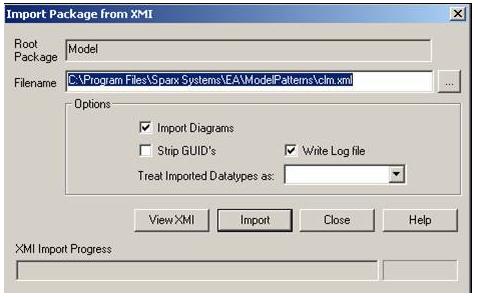 Import Package from XMI
Root
Package
Model
Filename
C:\Program Files\Sparx Systems\EA\ModelPatterns\clm.xml
...
Options
Import Diagrams
Strip GUID's
Write Log file
Treat Imported Datatypes as:
View XMI
Import
Close
Help
XMI Import Progress